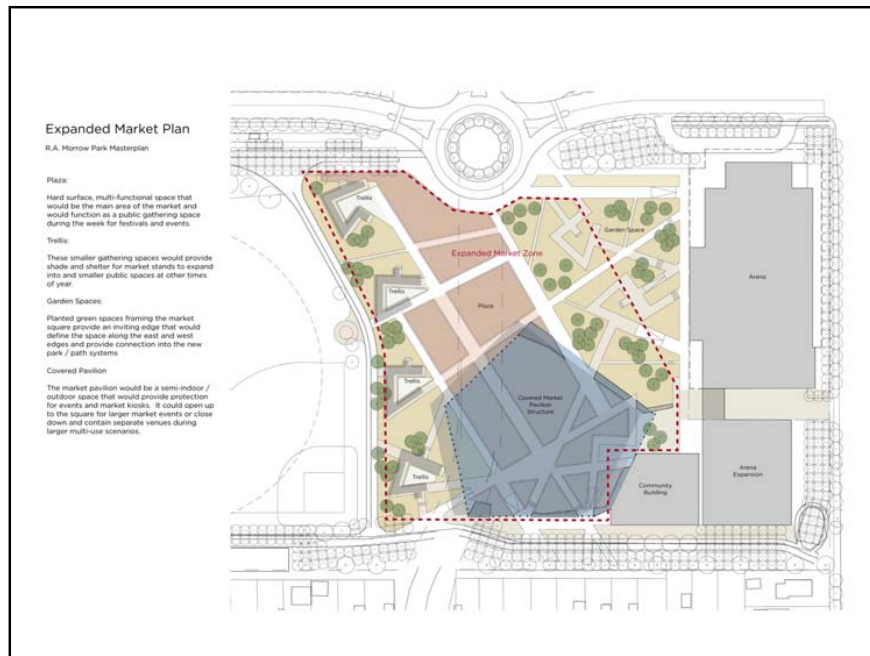 Expanded Market Plan
R.A. Morrow Park Masterplan
Plaza:
Hard surface, multi-functional space that
would be the main area of the market and
would function as a public gathering space
during the week for festivals and events.
Trellis:
These smaller gathering spaces would provide
shade and shelter for market stands to expand
into and smaller public spaces at other times
of year.
Garden Spaces:
Planted green spaces framing the market
square provide an inviting edge that would
define the space along the east and west
edges and provide connection into the new
park / path systems
Covered Pavilion
The market pavilion would be a semi-indoor /
outdoor space that would provide protection
for events and market kiosks. It could open up
to the square for larger market events or close
down and contain separate venues during
larger multi-use scenarios.
Trellis
Garden Space
Expanded Market Zone
Arena
Trellis
Plaza
Trellis
Covered Market
Pavilion
Structure
Trellis
Community
Building
Arena
Expansion